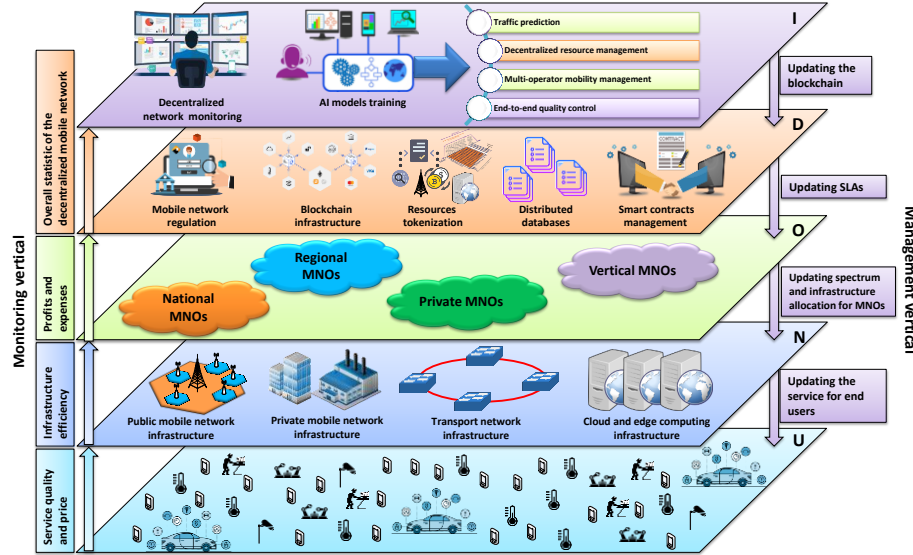 I
Traffic prediction
Decentralized resource management
Multi-operator mobility management
End-to-end quality control
Decentralized
network monitoring
AI models training
Updating the
blockchain
D
Mobile network
regulation
Blockchain
infrastructure
Resources
tokenization
Distributed
databases
CONTRACT
Smart contracts
management
Updating SLAs
O
National
MNOs
Regional
MNOs
Private MNOs
Vertical MNOs
Updating spectrum
and infrastructure
allocation for MNOs
N
Public mobile network
infrastructure
Private mobile network
infrastructure
Transport network
infrastructure
Cloud and edge computing
infrastructure
Updating the
service for end
users
U
Monitoring vertical
Overall statistic of the
decentralized mobile network
Profits and
expenses
Infrastructure
efficiency
Service quality
and price
Management vertical